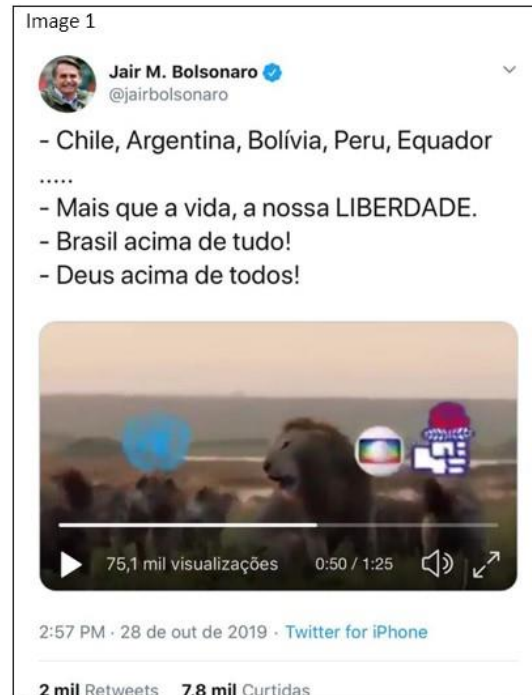 Image 1
Jair M. Bolsonaro
@jairbolsonaro
- Chile, Argentina, Bolívia, Peru, Equador
.....
- Mais que a vida, a nossa LIBERDADE.
- Brasil acima de tudo!
- Deus acima de todos!
75,1 mil visualizações 0:50 / 1:25
2:57 PM · 28 de out de 2019 · Twitter for iPhone
2 mil Retweets 7,8 mil Curtidas